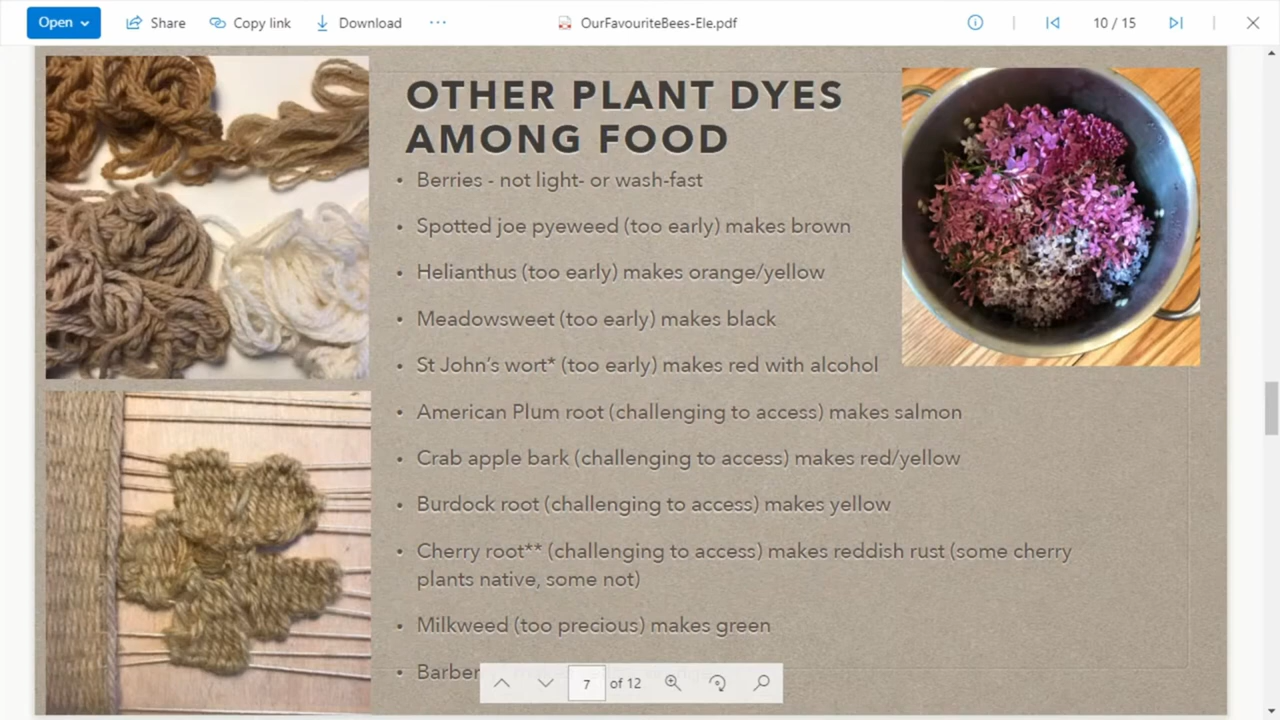 Open
Share
Copy link
Download
OurFavouriteBees-Ele.pdf
10 / 15
OTHER PLANT DYES
AMONG FOOD
• Berries - not light- or wash-fast
• Spotted joe pyeweed (too early) makes brown
• Helianthus (too early) makes orange/yellow
• Meadowsweet (too early) makes black
• St John's wort* (too early) makes red with alcohol
• American Plum root (challenging to access) makes salmon
• Crab apple bark (challenging to access) makes red/yellow
• Burdock root (challenging to access) makes yellow
• Cherry root** (challenging to access) makes reddish rust (some cherry
plants native, some not)
• Milkweed (too precious) makes green
• Barber
7 of 12